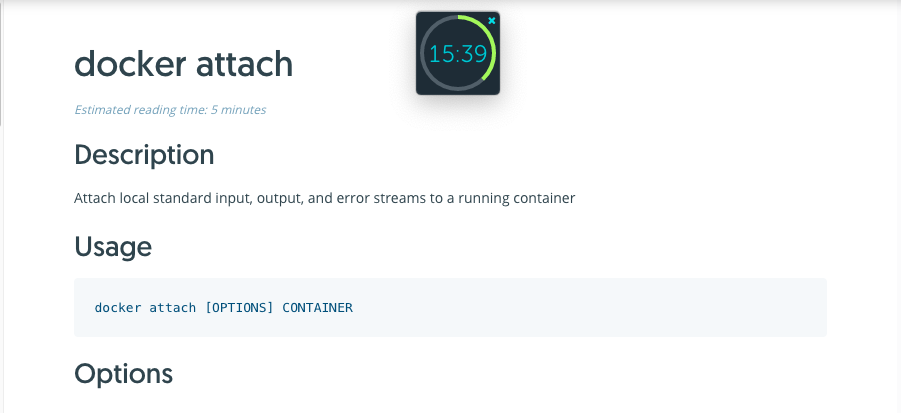 15:39
docker attach
Estimated reading time: 5 minutes
Description
Attach local standard input, output, and error streams to a running container
Usage
docker attach [OPTIONS] CONTAINER
Options